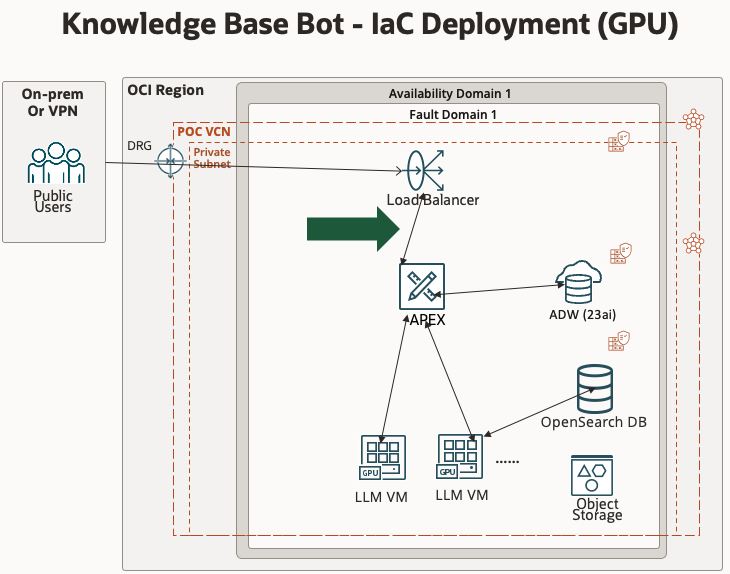 Knowledge Base Bot - IaC Deployment (GPU)
On-prem
Or VPN
Public
Users
OCI Region
Availability Domain 1
Fault Domain 1
POC VCN
DRG
Private
Subnet
Load Balancer
APEX
ADW (23ai)
OpenSearch DB
GPU
LLM VM
GPU
LLM VM
......
Object
Storage